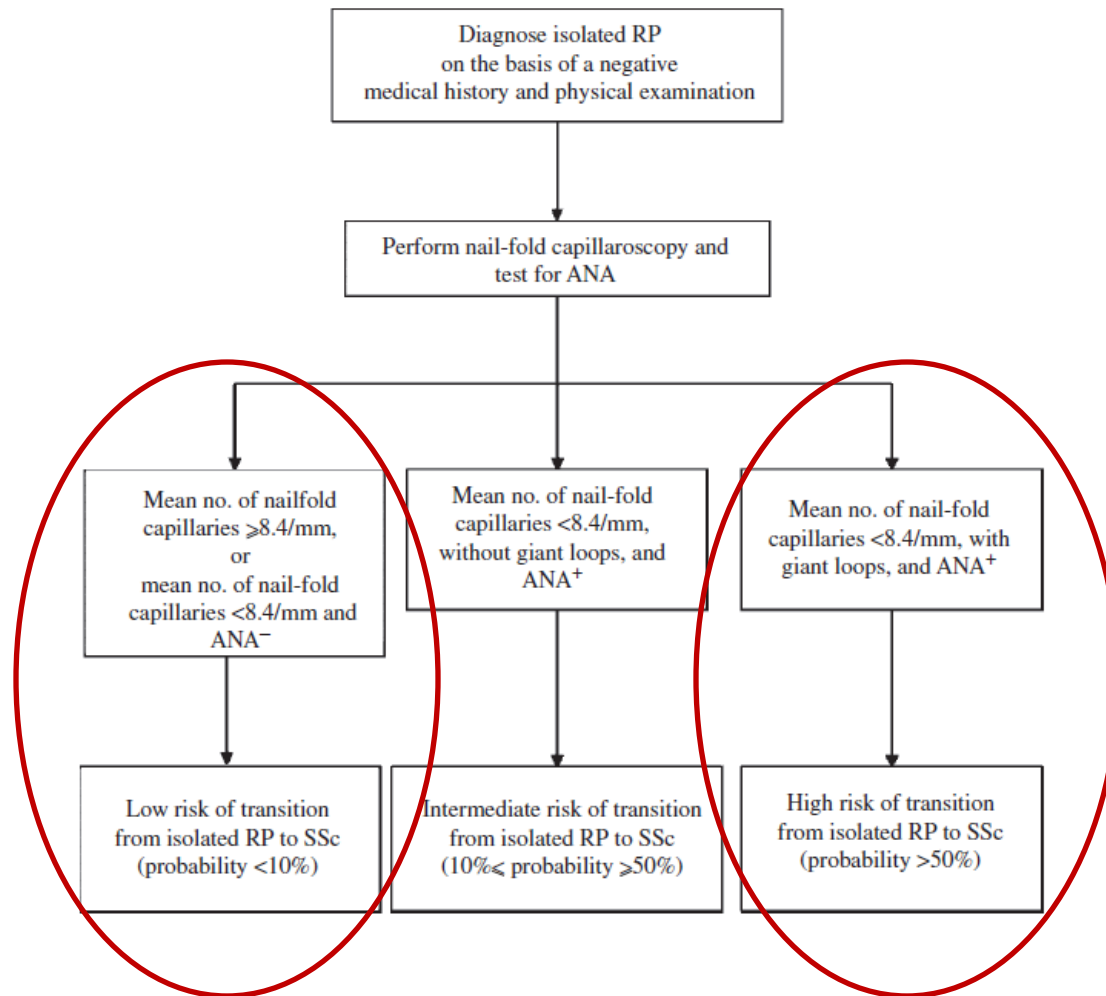 Diagnose isolated RP
on the basis of a negative
medical history and physical examination
Perform nail-fold capillaroscopy and
test for ANA
Mean no. of nailfold
capillaries ⩾8.4/mm,
or
mean no. of nail-fold
capillaries <8.4/mm and
ANA⁻
Mean no. of nail-fold
capillaries <8.4/mm,
without giant loops, and
ANA⁺
Mean no. of nail-fold
capillaries <8.4/mm, with
giant loops, and ANA⁺
Low risk of transition
from isolated RP to SSc
(probability <10%)
Intermediate risk of transition
from isolated RP to SSc
(10%⩽ probability ⩾50%)
High risk of transition
from isolated RP to SSc
(probability >50%)